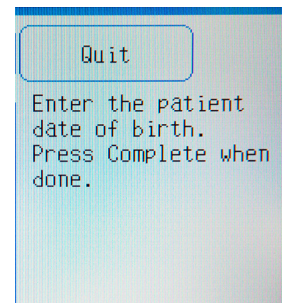 Quit
Enter the patient
date of birth.
Press Complete when
done.